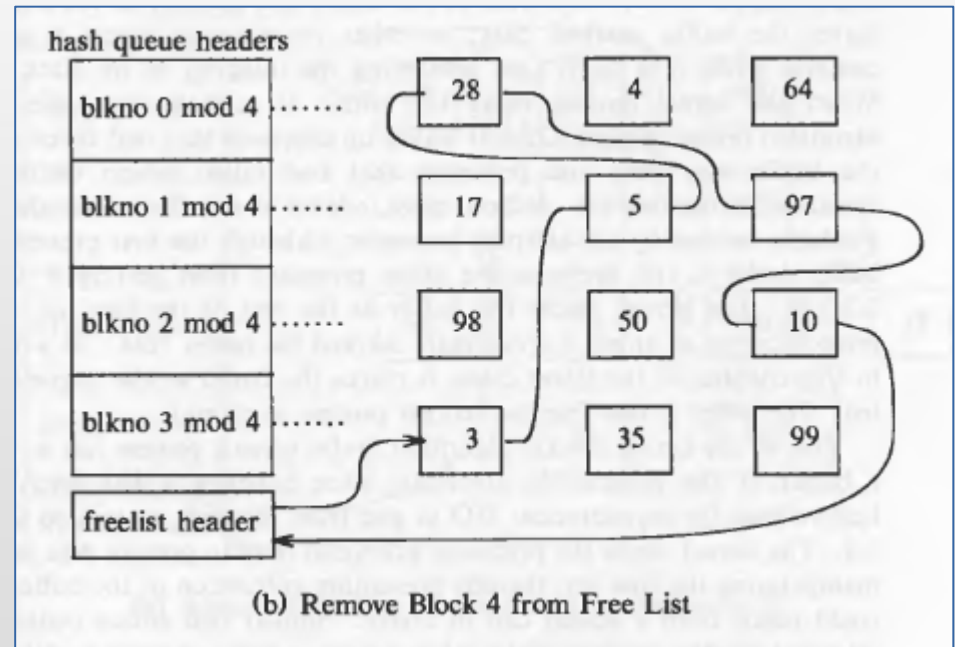 hash queue headers
blkno 0 mod 4 ...... 28 4 64
blkno 1 mod 4 ...... 17 5 97
blkno 2 mod 4 ...... 98 50 10
blkno 3 mod 4 ...... 3 35 99
freelist header
(b) Remove Block 4 from Free List